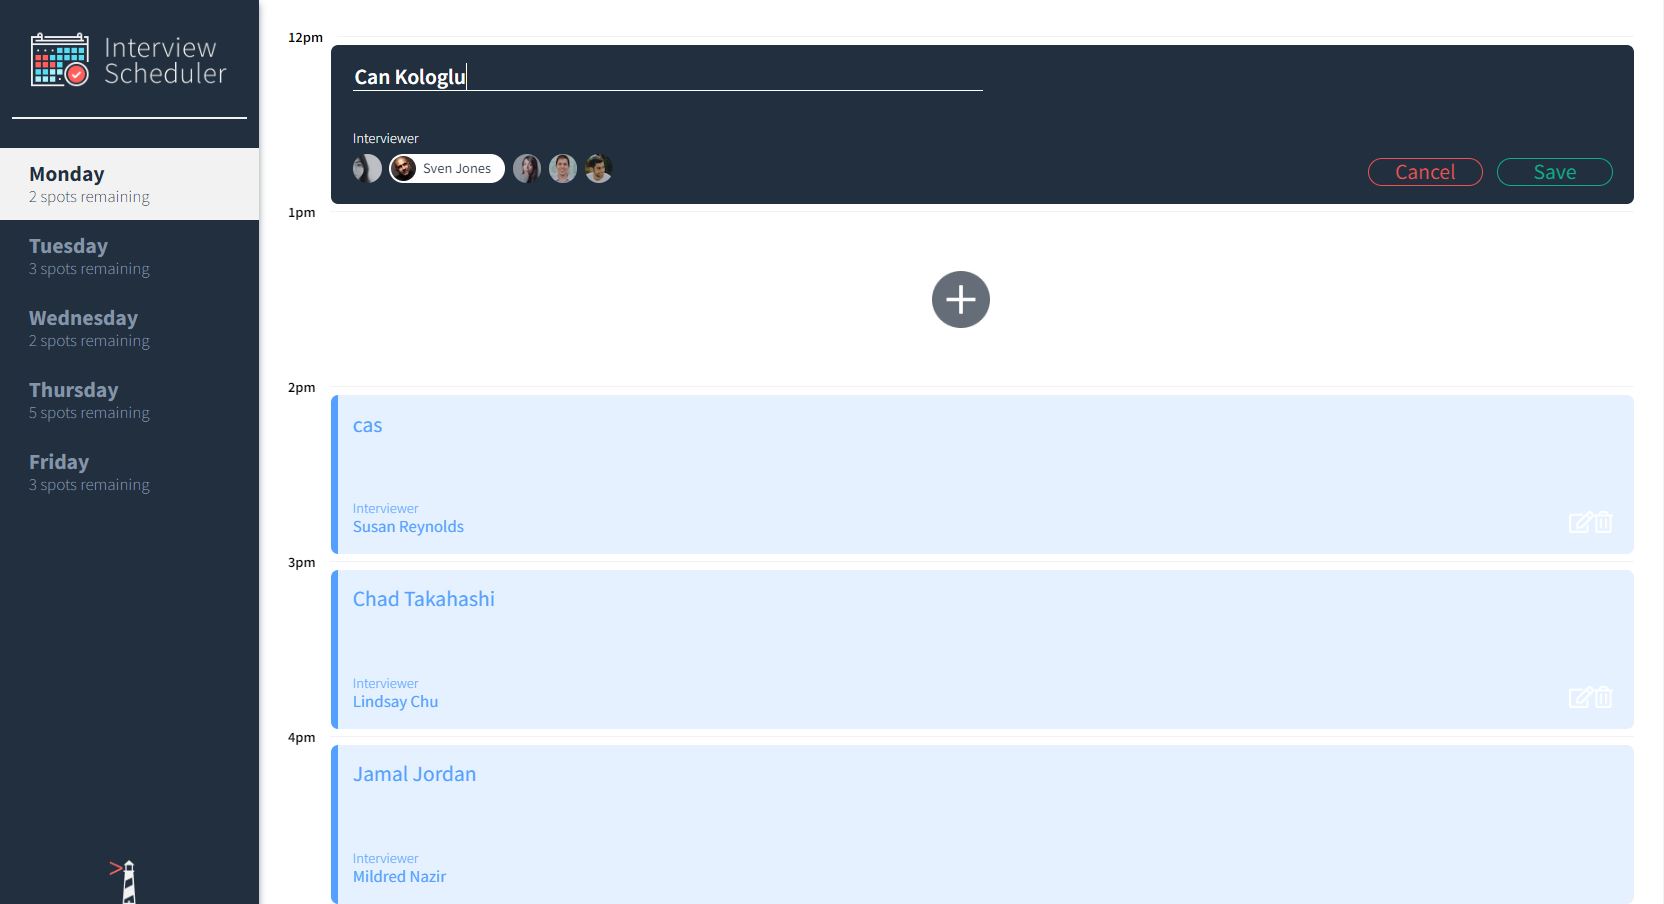 Interview
Scheduler
Monday
2 spots remaining
Tuesday
3 spots remaining
Wednesday
2 spots remaining
Thursday
5 spots remaining
Friday
3 spots remaining
12pm
Can Kologlu
Interviewer
Sven Jones
Cancel
Save
1pm
2pm
cas
Interviewer
Susan Reynolds
3pm
Chad Takahashi
Interviewer
Lindsay Chu
4pm
Jamal Jordan
Interviewer
Mildred Nazir